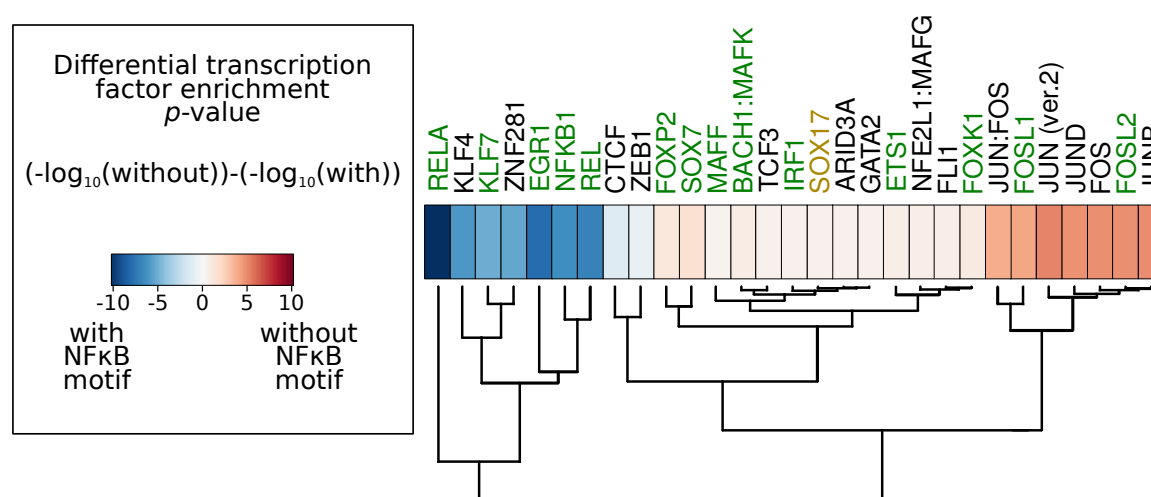 Differential transcription
factor enrichment
p-value
(-log10(without))-(-log10(with))
-10 -5 0 5 10
with
NFκB
motif
without
NFκB
motif
RELA
KLF4
KLF7
ZNF281
EGR1
NFKB1
REL
CTCF
ZEB1
FOXP2
SOX7
MAFF
BACH1:MAFK
TCF3
IRF1
SOX17
ARID3A
GATA2
ETS1
NFE2L1:MAFG
FLI1
FOXK1
JUN:FOS
FOSL1
JUN (ver.2)
JUND
FOS
FOSL2
JUNB